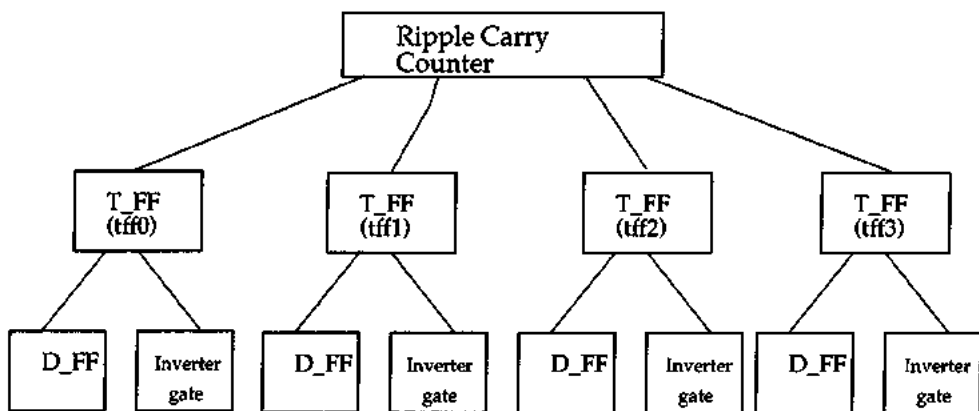 Ripple Carry
Counter
T_FF
(tff0)
T_FF
(tff1)
T_FF
(tff2)
T_FF
(tff3)
D_FF
Inverter
gate
D_FF
Inverter
gate
D_FF
Inverter
gate
D_FF
Inverter
gate